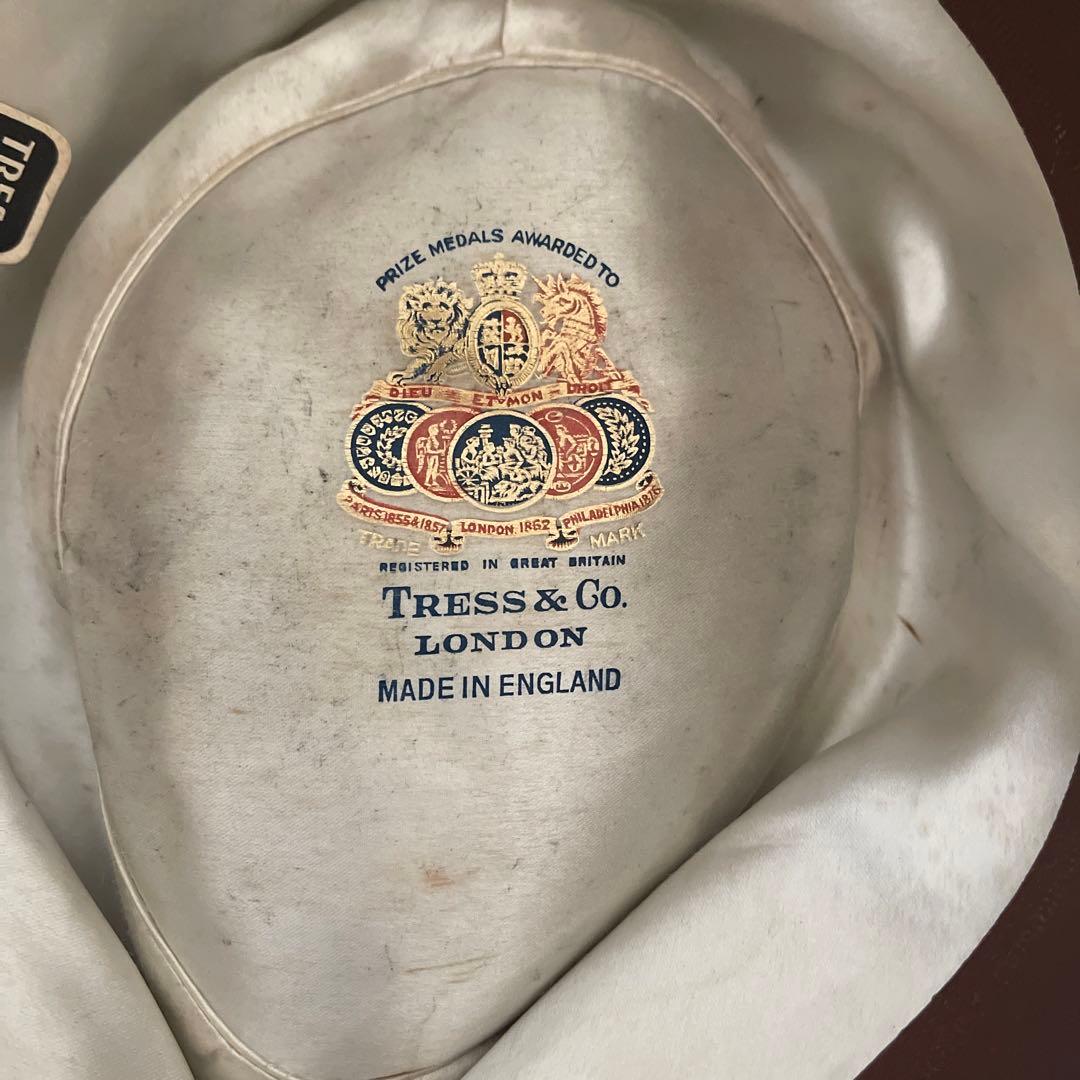 TRES
PRIZE MEDALS AWARDED TO
DIEU ET MON DROIT
PARIS 1855 & 1857 LONDON. 1862 PHILADELPHIA 1876
TRADE MARK
REGISTERED IN GREAT BRITAIN
TRESS & Co.
LONDON
MADE IN ENGLAND